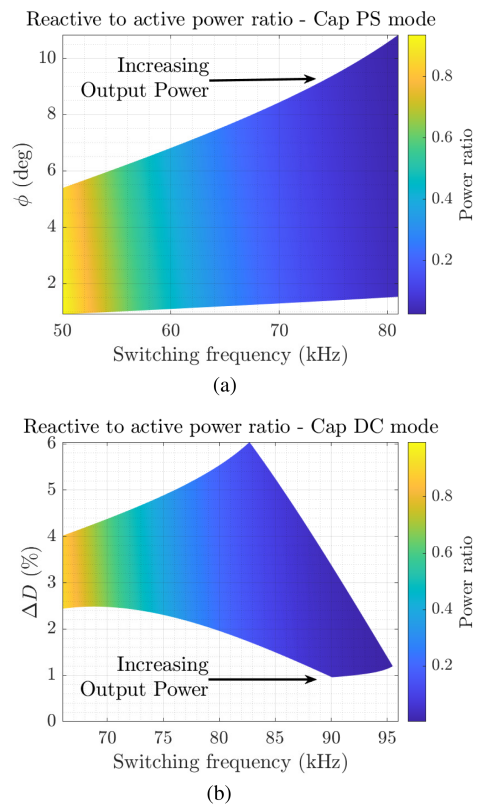 Reactive to active power ratio - Cap PS mode
10
8
6
4
2
ϕ (deg)
Increasing
Output Power
50
60
70
80
Switching frequency (kHz)
0.8
0.6
0.4
0.2
Power ratio
(a)
Reactive to active power ratio - Cap DC mode
6
5
4
3
2
1
0
ΔD (%)
Increasing
Output Power
70
75
80
85
90
95
Switching frequency (kHz)
0.8
0.6
0.4
0.2
Power ratio
(b)